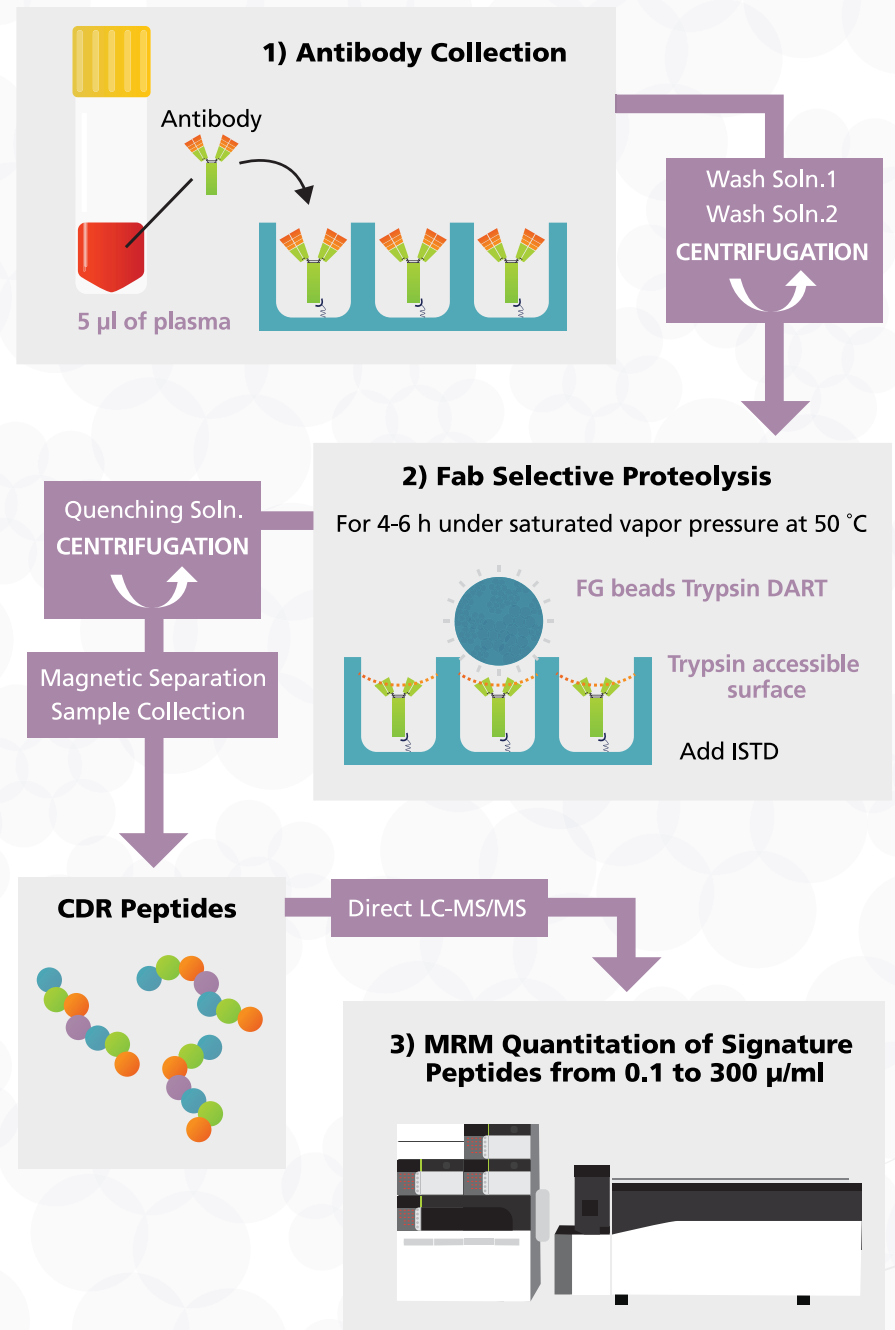 1) Antibody Collection
Antibody
5 µl of plasma
Wash Soln.1
Wash Soln.2
CENTRIFUGATION
2) Fab Selective Proteolysis
For 4-6 h under saturated vapor pressure at 50 ˚C
FG beads Trypsin DART
Trypsin accessible
surface
Add ISTD
Quenching Soln.
CENTRIFUGATION
Magnetic Separation
Sample Collection
CDR Peptides
Direct LC-MS/MS
3) MRM Quantitation of Signature
Peptides from 0.1 to 300 µ/ml